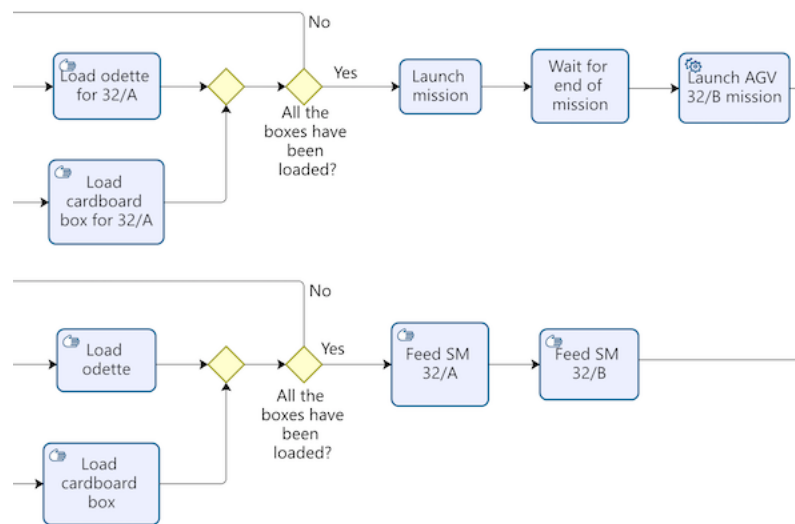 No
Load odette
for 32/A
Yes
Launch
mission
Wait for
end of
mission
Launch AGV
32/B mission
All the
boxes have
been
loaded?
Load
cardboard
box for 32/A
No
Load
odette
Yes
Feed SM
32/A
Feed SM
32/B
All the
boxes have
been
loaded?
Load
cardboard
box